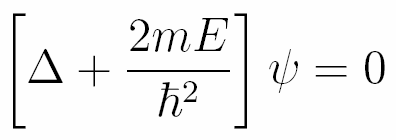 [Δ + 2mE/ħ²] ψ = 0